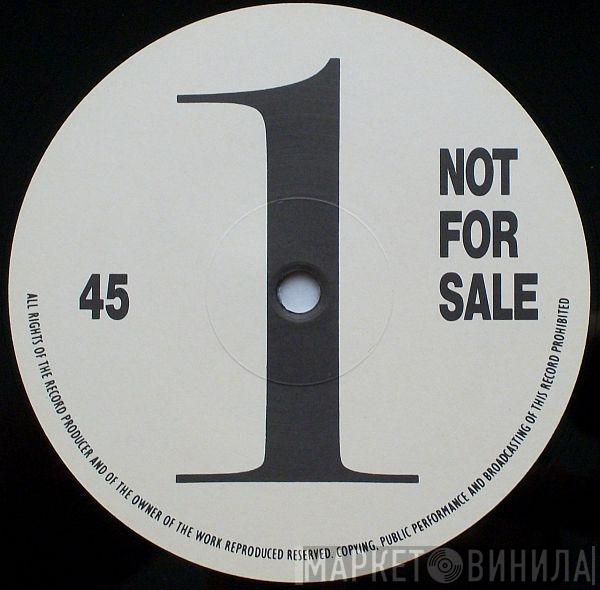 1
NOT
FOR
SALE
45
ALL RIGHTS OF THE RECORD PRODUCER AND OF THE OWNER OF THE WORK REPRODUCED RESERVED. COPYING, PUBLIC PERFORMANCE AND BROADCASTING OF THIS RECORD PROHIBITED
МАРКЕТ ВИНИЛА